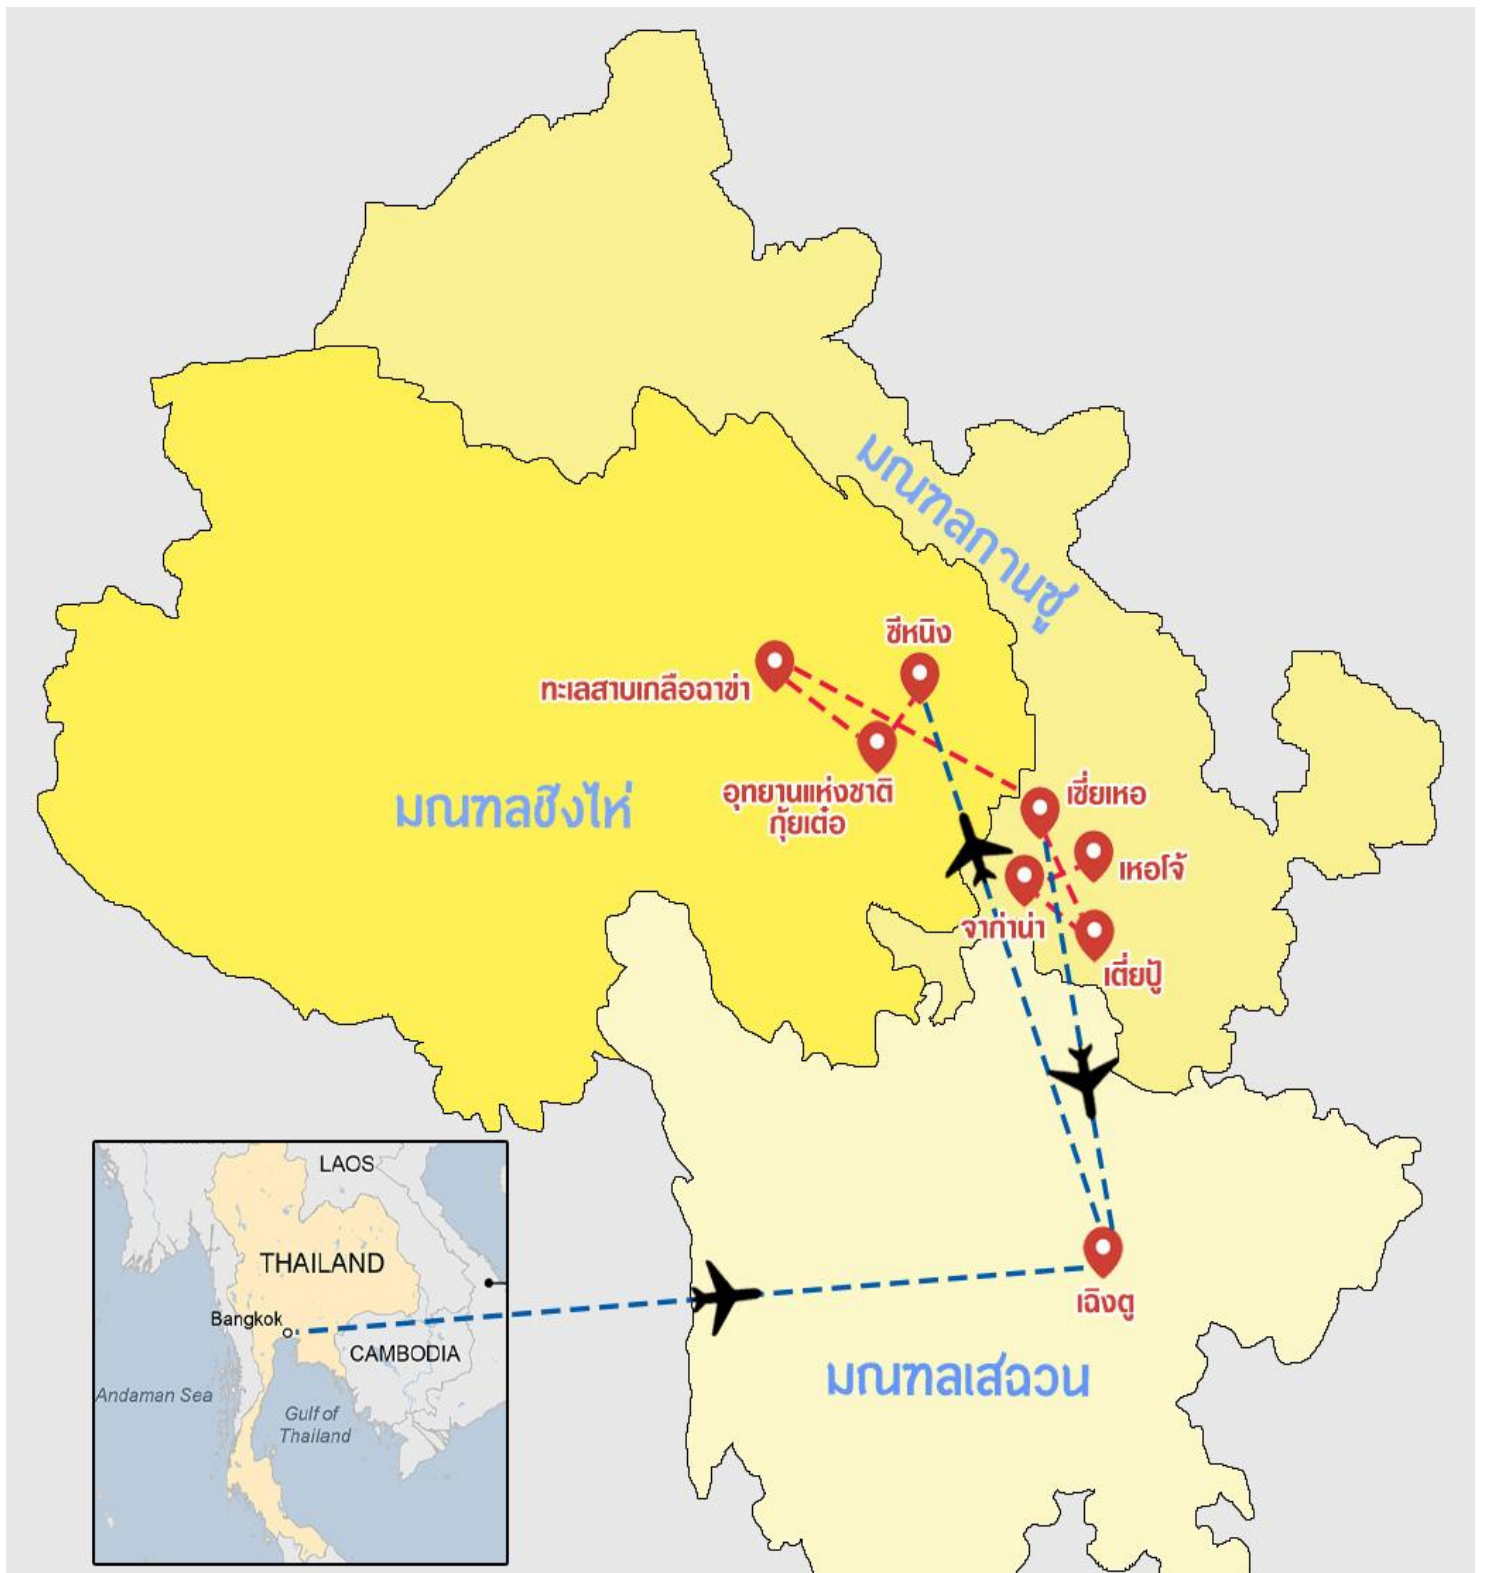 มณฑลกานซู
ซีหนิง
ทะเลสาบเกลือฉาข่า
อุทยานแห่งชาติ
กุ้ยเต๋อ
มณฑลชิงไห่
เซี่ยเหอ
เหอโจ้
จาก่าน่า
เตี่ยปู้
LAOS
THAILAND
Bangkok
CAMBODIA
Andaman Sea
Gulf of
Thailand
เฉิงตู
มณฑลเสฉวน